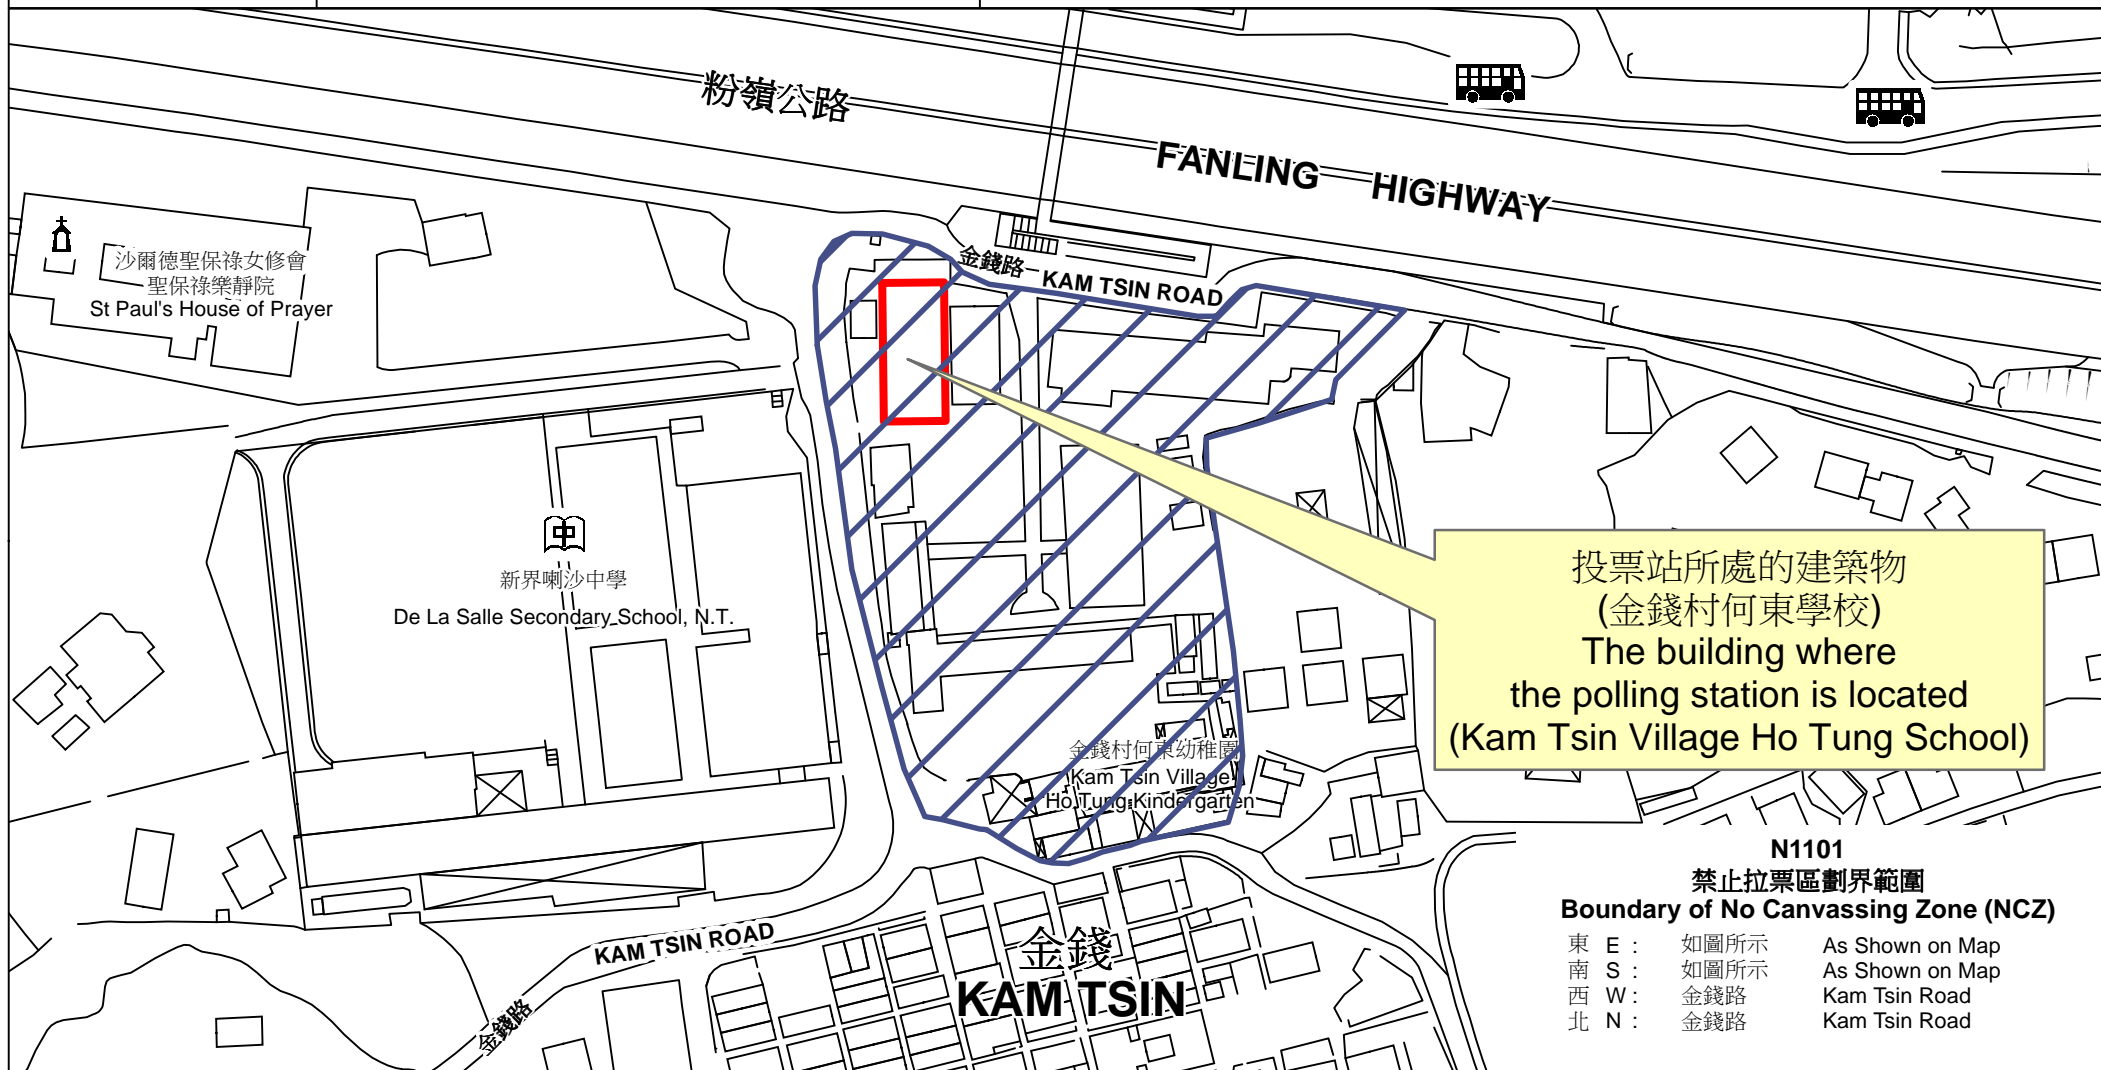 粉嶺公路
FANLING HIGHWAY
金錢路 KAM TSIN ROAD
沙爾德聖保祿女修會
聖保祿樂靜院
St Paul's House of Prayer
中
新界喇沙中學
De La Salle Secondary School, N.T.
投票站所處的建築物
(金錢村何東學校)
The building where
the polling station is located
(Kam Tsin Village Ho Tung School)
金錢村何東幼稚園
Kam Tsin Village
Ho Tung Kindergarten
KAM TSIN ROAD
金錢路
金錢
KAM TSIN
N1101
禁止拉票區劃界範圍
Boundary of No Canvassing Zone (NCZ)
東 E : 如圖所示 As Shown on Map
南 S : 如圖所示 As Shown on Map
西 W : 金錢路 Kam Tsin Road
北 N : 金錢路 Kam Tsin Road